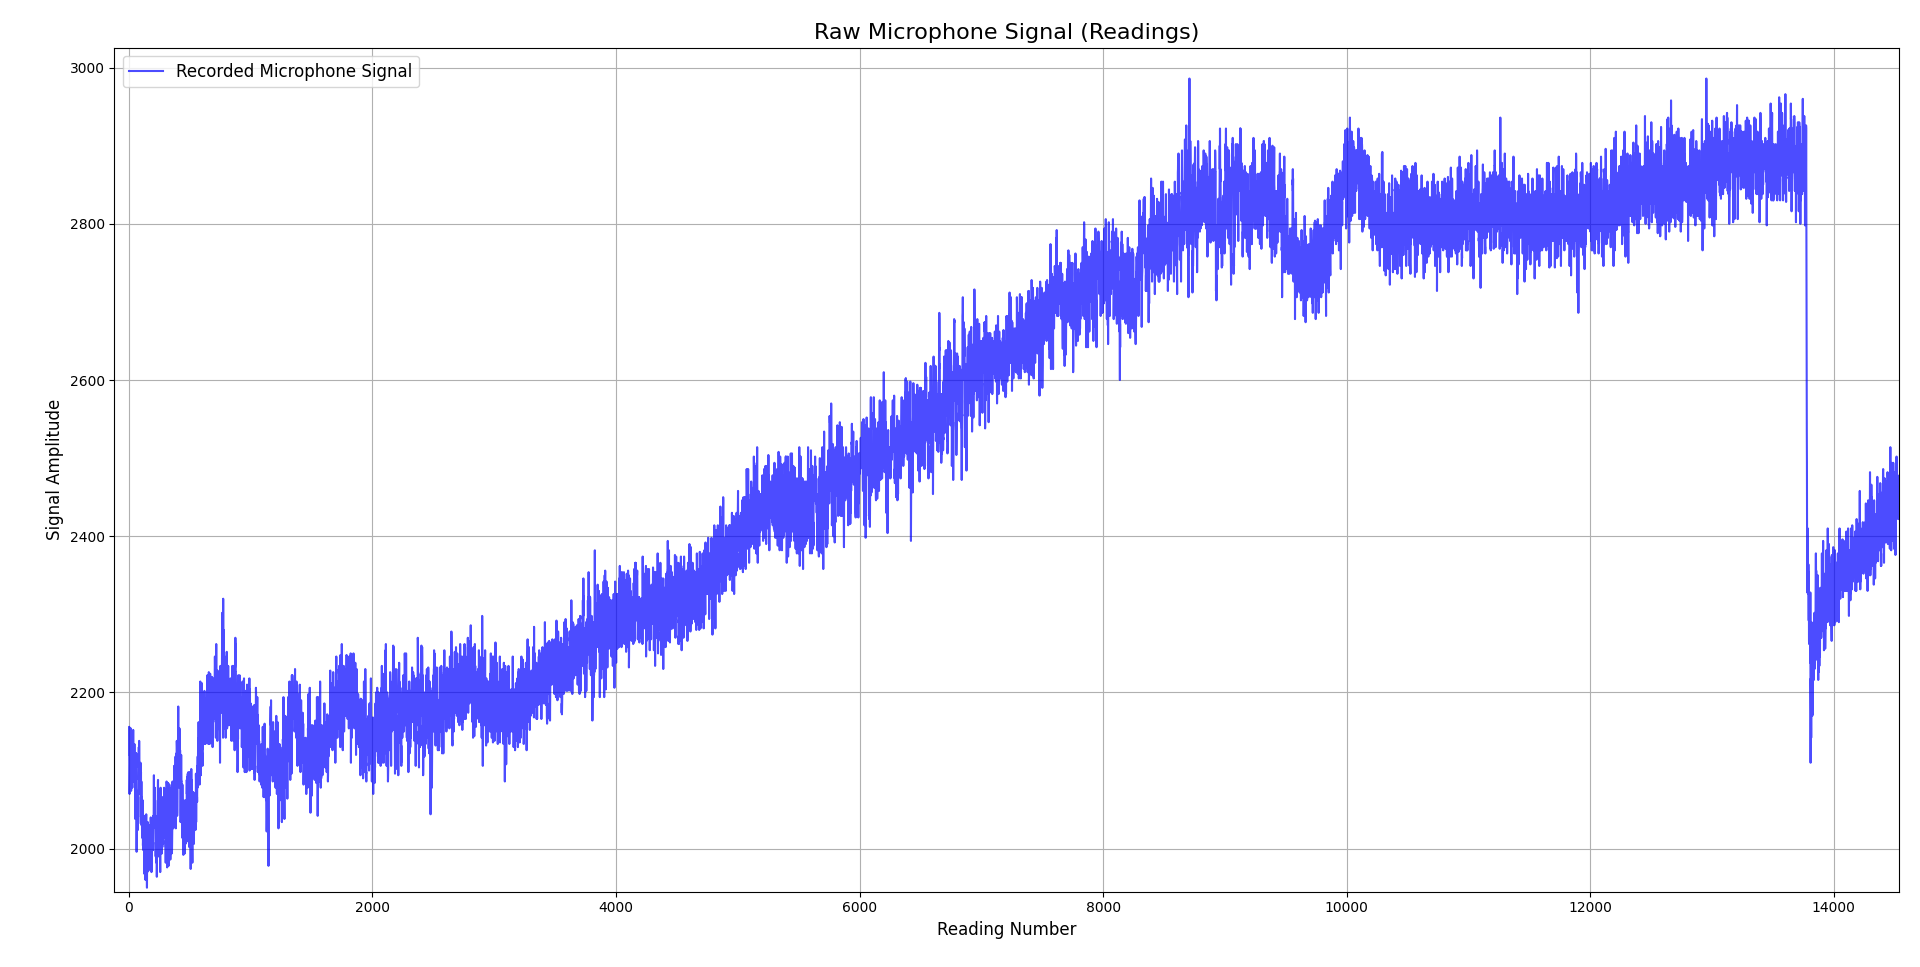 Raw Microphone Signal (Readings)
Recorded Microphone Signal
Signal Amplitude
3000
2800
2600
2400
2200
2000
0 2000 4000 6000 8000 10000 12000 14000
Reading Number